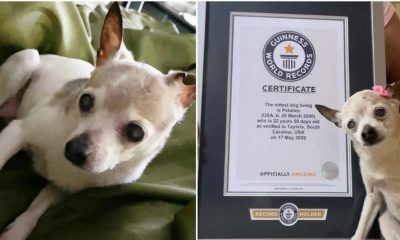 GUINNESS
WORLD RECORDS
CERTIFICATE
The oldest dog living
is Pebbles
(USA, b. 28 March 2000)
who is 22 years 50 days old
as verified in Taylors, South
Carolina, USA
on 17 May 2022
OFFICIALLY AMAZING
RECORD
HOLDER